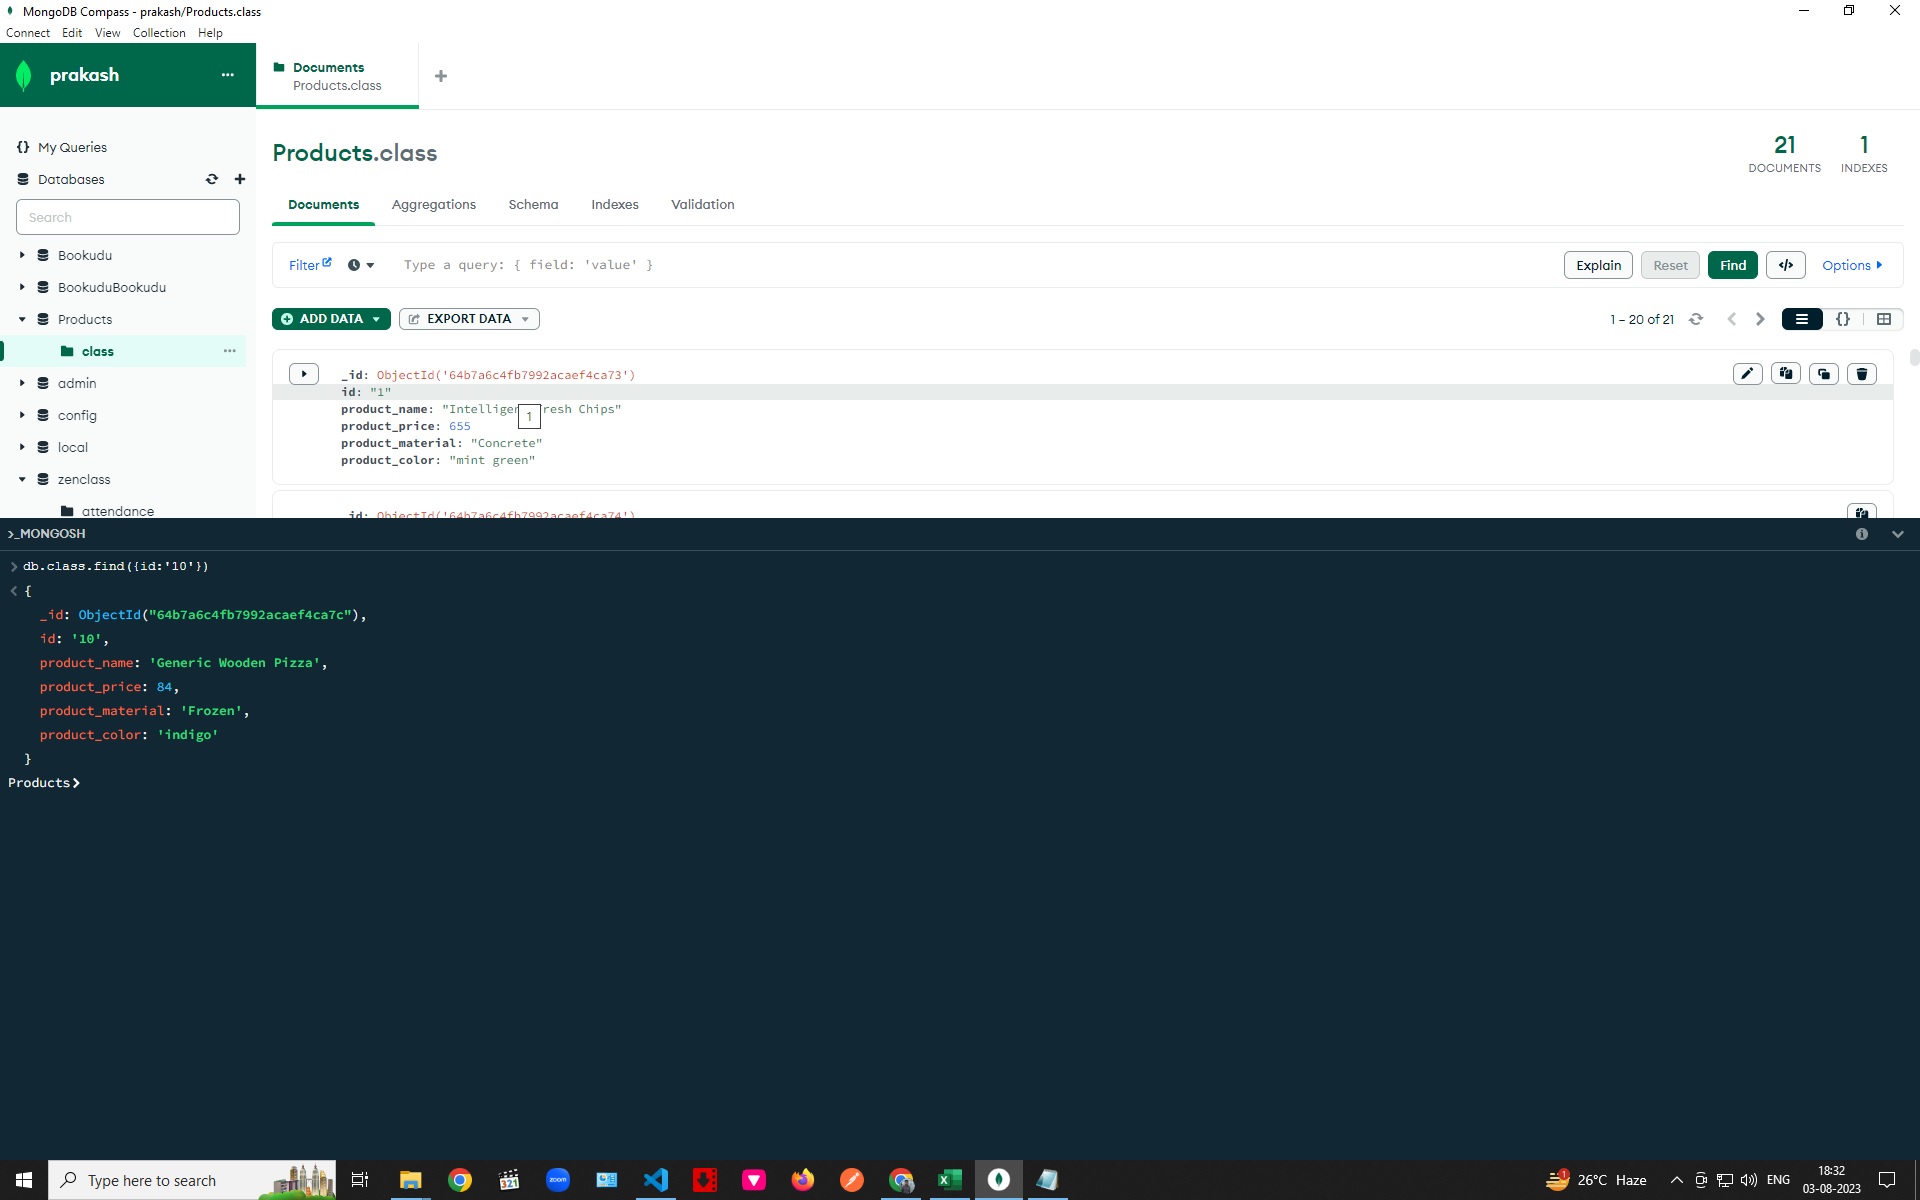 MongoDB Compass - prakash/Products.class
Connect Edit View Collection Help
prakash
Documents
Products.class
My Queries
Databases
Search
Bookudu
BookuduBookudu
Products
class
admin
config
local
zenclass
attendance
Products.class
21
DOCUMENTS
1
INDEXES
Documents Aggregations Schema Indexes Validation
Filter Type a query: { field: 'value' } Explain Reset Find </> Options
ADD DATA EXPORT DATA 1 – 20 of 21 {}
_id: ObjectId('64b7a6c4fb7992acaef4ca73')
id: "1"
product_name: "Intelligen resh Chips"
1
product_price: 655
product_material: "Concrete"
product_color: "mint green"
_id: ObjectId('64b7a6c4fb7992acaef4ca74')
>_MONGOSH
> db.class.find({id:'10'})
< {
_id: ObjectId("64b7a6c4fb7992acaef4ca7c"),
id: '10',
product_name: 'Generic Wooden Pizza',
product_price: 84,
product_material: 'Frozen',
product_color: 'indigo'
}
Products>
Type here to search
321
zoom
1
26°C Haze
ENG
18:32
03-08-2023